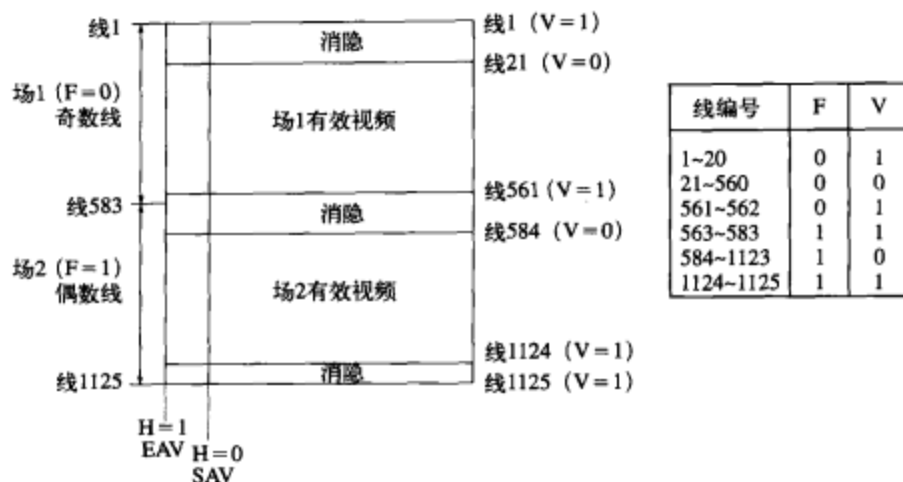 线1
消隐
线1 (V=1)
线21 (V=0)
场1 (F=0)
奇数线
场1有效视频
线583
线561 (V=1)
消隐
线584 (V=0)
场2 (F=1)
偶数线
场2有效视频
线1124 (V=1)
线1125
消隐
线1125 (V=1)
H=1
EAV
H=0
SAV
线编号 F V
1~20 0 1
21~560 0 0
561~562 0 1
563~583 1 1
584~1123 1 0
1124~1125 1 1